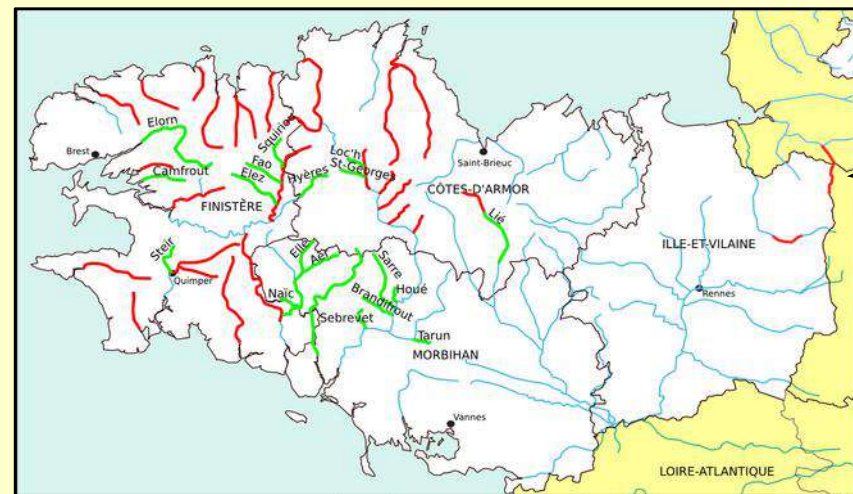 Elorn
Squiriou
Brest
Loc'h
Saint-Brieuc
Fao
St-Georges
Camfrout
Elez
Hyères
CÔTES-D'ARMOR
FINISTÈRE
Lié
ILLE-ET-VILAINE
Steir
Ellé
Aër
Sarre
Quimper
Naïc
Houé
Rennes
Brandifrout
Sebrevet
Tarun
MORBIHAN
Vannes
LOIRE-ATLANTIQUE